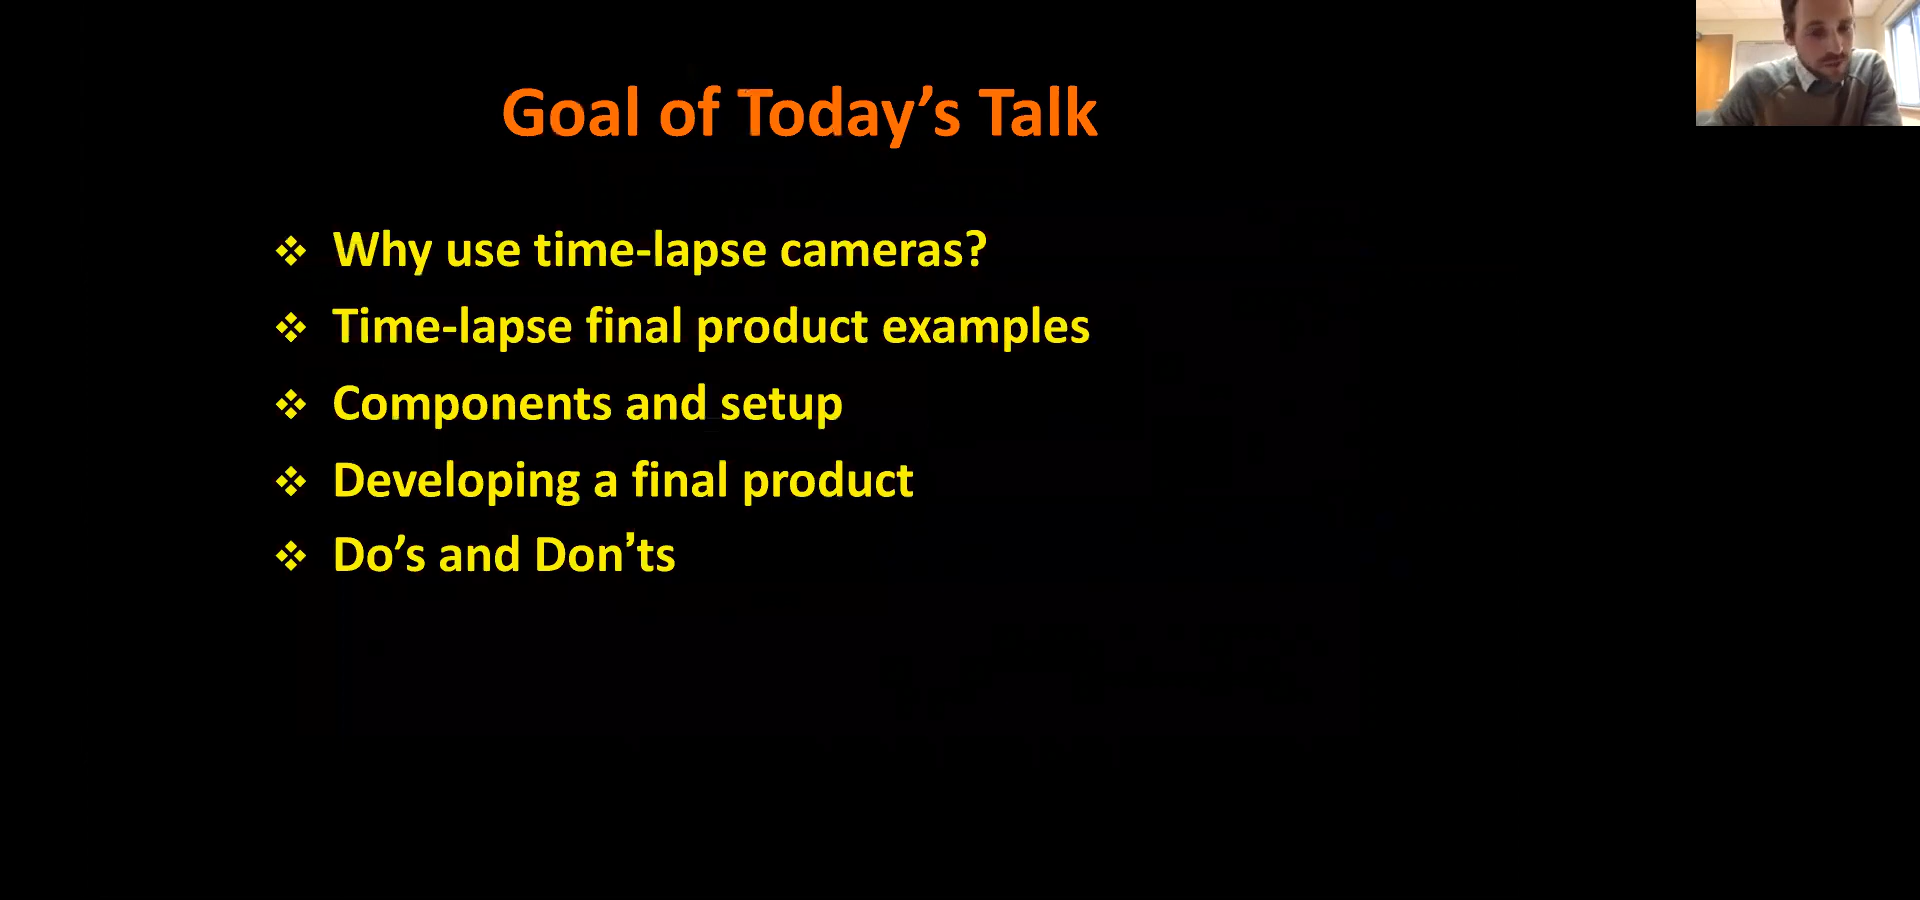 Goal of Today’s Talk
❖ Why use time-lapse cameras?
❖ Time-lapse final product examples
❖ Components and setup
❖ Developing a final product
❖ Do’s and Don’ts